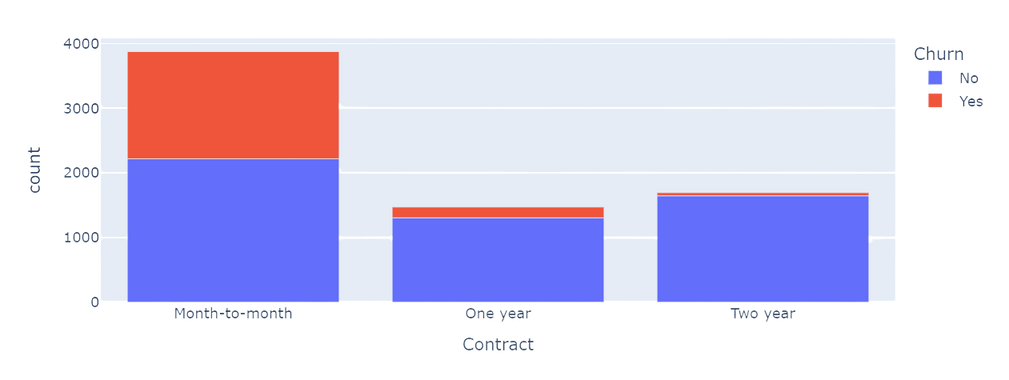 4000
3000
2000
1000
0
count
Month-to-month
One year
Two year
Contract
Churn
No
Yes